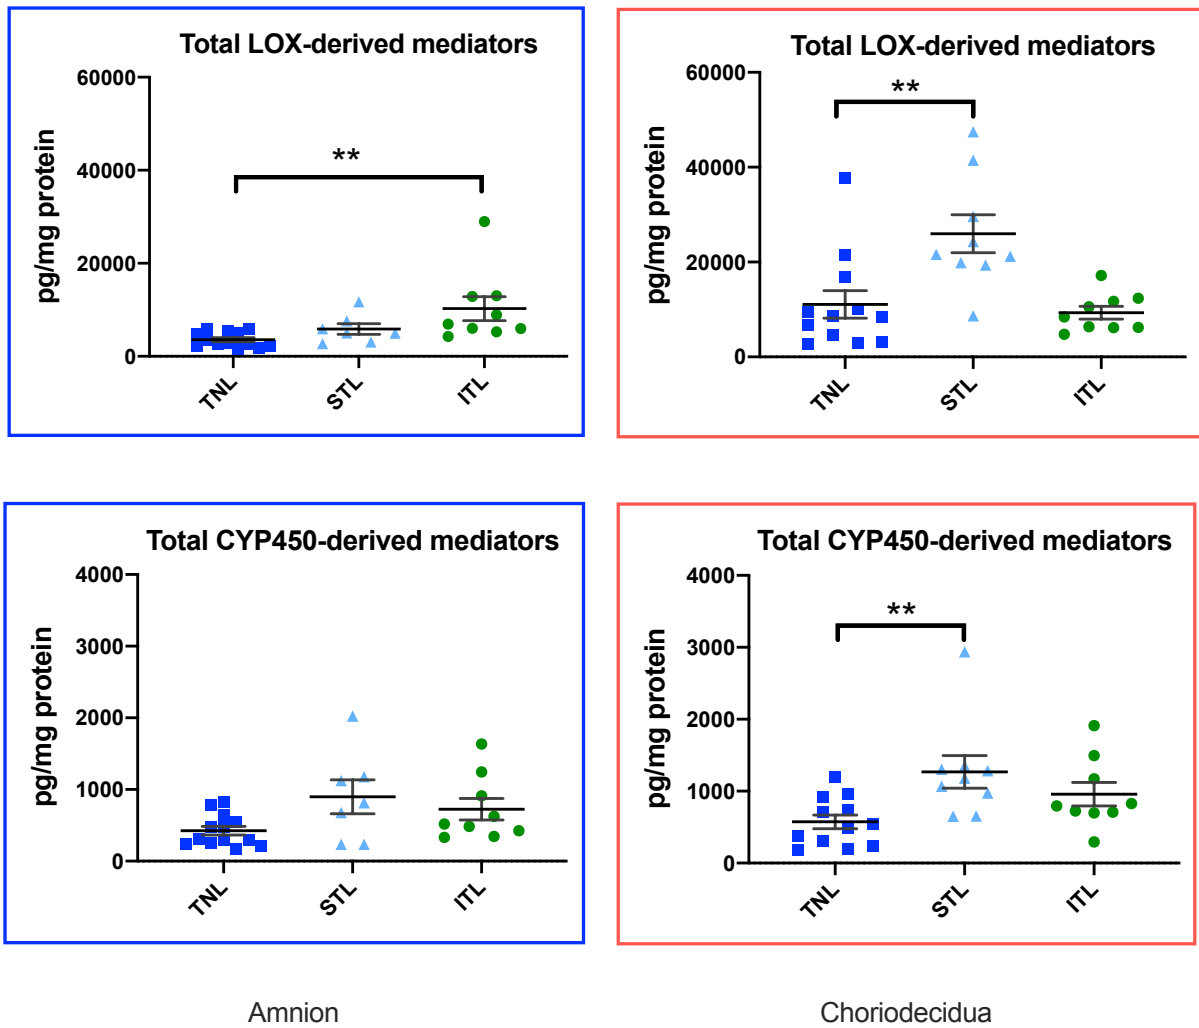 Total LOX-derived mediators
60000
40000
20000
0
pg/mg protein
**
TNL
STL
ITL
Total LOX-derived mediators
60000
40000
20000
0
pg/mg protein
**
TNL
STL
ITL
Total CYP450-derived mediators
4000
3000
2000
1000
0
pg/mg protein
TNL
STL
ITL
Total CYP450-derived mediators
4000
3000
2000
1000
0
pg/mg protein
**
TNL
STL
ITL
Amnion
Choriodecidua